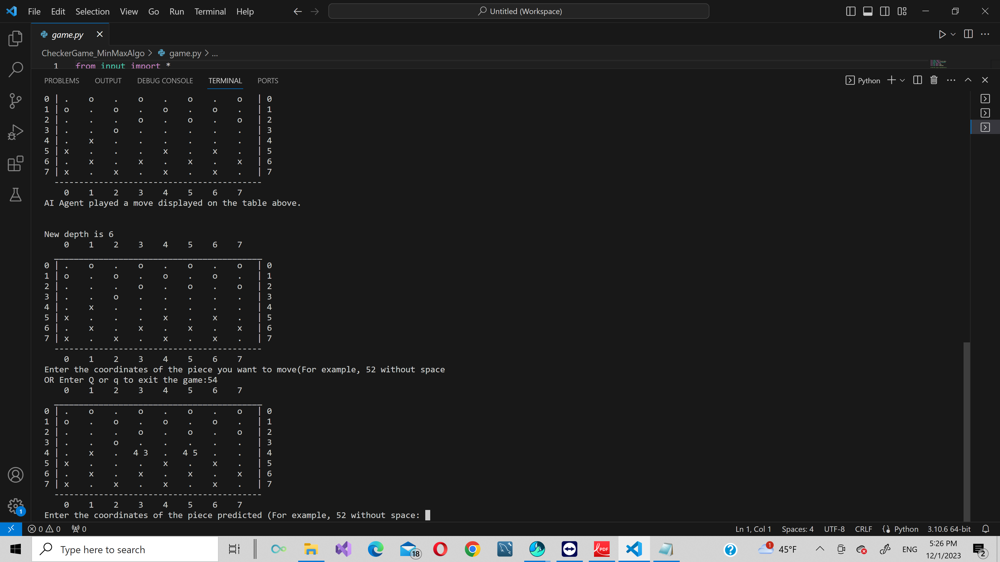 File Edit Selection View Go Run Terminal Help Untitled (Workspace)
game.py
CheckerGame_MinMaxAlgo > game.py > ...
1 from input import *
PROBLEMS OUTPUT DEBUG CONSOLE TERMINAL PORTS Python
0 | . o . o . o . o | 0
1 | o . o . o . o . | 1
2 | . . . o . o . o | 2
3 | . . o . . . . . | 3
4 | . x . . . . . . | 4
5 | x . . . x . x . | 5
6 | . x . x . x . x | 6
7 | x . x . x . x . | 7
------------------------------------------
0 1 2 3 4 5 6 7
AI Agent played a move displayed on the table above.
New depth is 6
0 1 2 3 4 5 6 7
__________________________________________
0 | . o . o . o . o | 0
1 | o . o . o . o . | 1
2 | . . . o . o . o | 2
3 | . . o . . . . . | 3
4 | . x . . . . . . | 4
5 | x . . . x . x . | 5
6 | . x . x . x . x | 6
7 | x . x . x . x . | 7
------------------------------------------
0 1 2 3 4 5 6 7
Enter the coordinates of the piece you want to move(For example, 52 without space
OR Enter Q or q to exit the game:54
0 1 2 3 4 5 6 7
__________________________________________
0 | . o . o . o . o | 0
1 | o . o . o . o . | 1
2 | . . . o . o . o | 2
3 | . . o . . . . . | 3
4 | . x . 4 3 . 4 5 . . | 4
5 | x . . . x . x . | 5
6 | . x . x . x . x | 6
7 | x . x . x . x . | 7
------------------------------------------
0 1 2 3 4 5 6 7
Enter the coordinates of the piece predicted (For example, 52 without space:
1
0 0 0 Ln 1, Col 1 Spaces: 4 UTF-8 CRLF Python 3.10.6 64-bit
Type here to search 18 PDF 1 45°F ENG 5:26 PM
12/1/2023 2